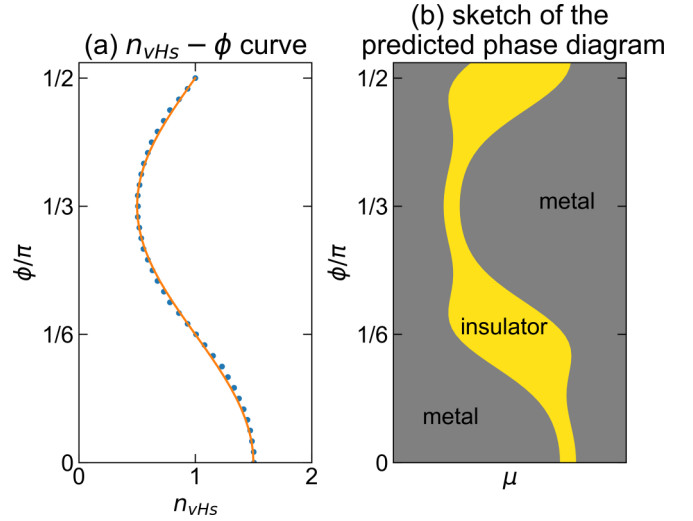 (a) n_vHs − ϕ curve
1/2
1/3
1/6
0
ϕ/π
0
1
2
n_vHs
(b) sketch of the
predicted phase diagram
1/2
1/3
1/6
0
ϕ/π
metal
insulator
metal
μ